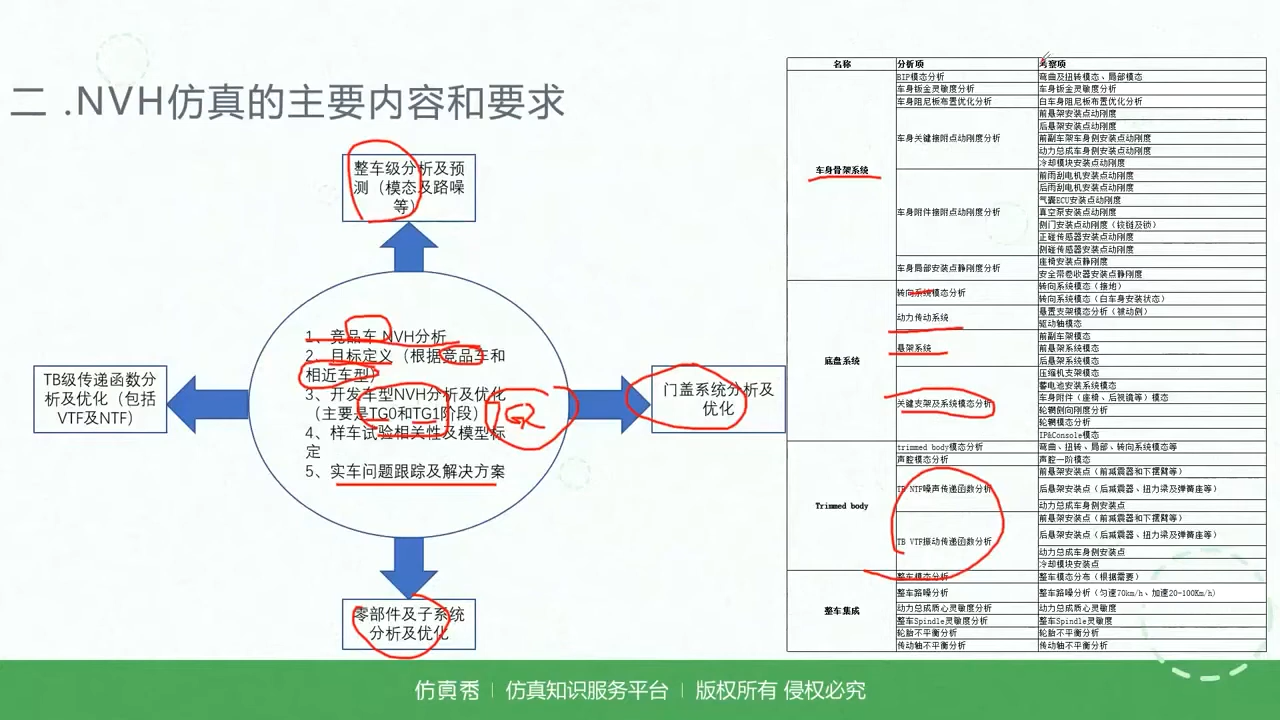 二 .NVH仿真的主要内容和要求
整车级分析及预
测（模态及路噪
等）
TB级传递函数分
析及优化（包括
VTF及NTF）
1、竞品车 NVH分析
2、目标定义（根据竞品车和
相近车型）
3、开发车型NVH分析及优化
（主要是TG0和TG1阶段）
4、样车试验相关性及模型标
定
5、实车问题跟踪及解决方案
TG2
门盖系统分析及
优化
零部件及子系统
分析及优化
名称 分析项 考察项
车身骨架系统
BIP模态分析 弯曲及扭转模态、局部模态
车身钣金灵敏度分析 车身钣金灵敏度分析
车身阻尼板布置优化分析 白车身阻尼板布置优化分析
车身关键接附点动刚度分析
前悬架安装点动刚度
后悬架安装点动刚度
前副车架车身侧安装点动刚度
动力总成车身侧安装点动刚度
冷却模块安装点动刚度
车身附件接附点动刚度分析
前雨刮电机安装点动刚度
后雨刮电机安装点动刚度
气囊ECU安装点动刚度
真空泵安装点动刚度
侧门安装点动刚度（铰链及锁）
正碰传感器安装点动刚度
侧碰传感器安装点动刚度
车身局部安装点静刚度分析
座椅安装点静刚度
安全带卷收器安装点静刚度
底盘系统
转向系统模态分析
转向系统模态（接地）
转向系统模态（白车身安装状态）
动力传动系统
悬置支架模态分析（被动侧）
驱动轴模态
悬架系统
前副车架模态
前悬架系统模态
后悬架系统模态
关键支架及系统模态分析
压缩机支架模态
蓄电池安装系统模态
车身附件（座椅、后视镜等）模态
轮辋侧向刚度分析
轮辋模态分析
IP&Console模态
Trimmed body
trimmed body模态分析 弯曲、扭转、局部、转向系统模态等
声腔模态分析 声腔一阶模态
TB NTF噪声传递函数分析
前悬架安装点（前减震器和下摆臂等）
后悬架安装点（后减震器、扭力梁及弹簧座等）
动力总成车身侧安装点
TB VTF振动传递函数分析
前悬架安装点（前减震器和下摆臂等）
后悬架安装点（后减震器、扭力梁及弹簧座等）
动力总成车身侧安装点
冷却模块安装点
整车集成
整车模态分析 整车模态分布（根据需要）
整车路噪分析 整车路噪分析（匀速70km/h、加速20-100Km/h）
动力总成质心灵敏度分析 动力总成质心灵敏度
整车Spindle灵敏度分析 整车Spindle灵敏度
轮胎不平衡分析 轮胎不平衡分析
传动轴不平衡分析 传动轴不平衡分析
仿真秀 | 仿真知识服务平台 | 版权所有 侵权必究